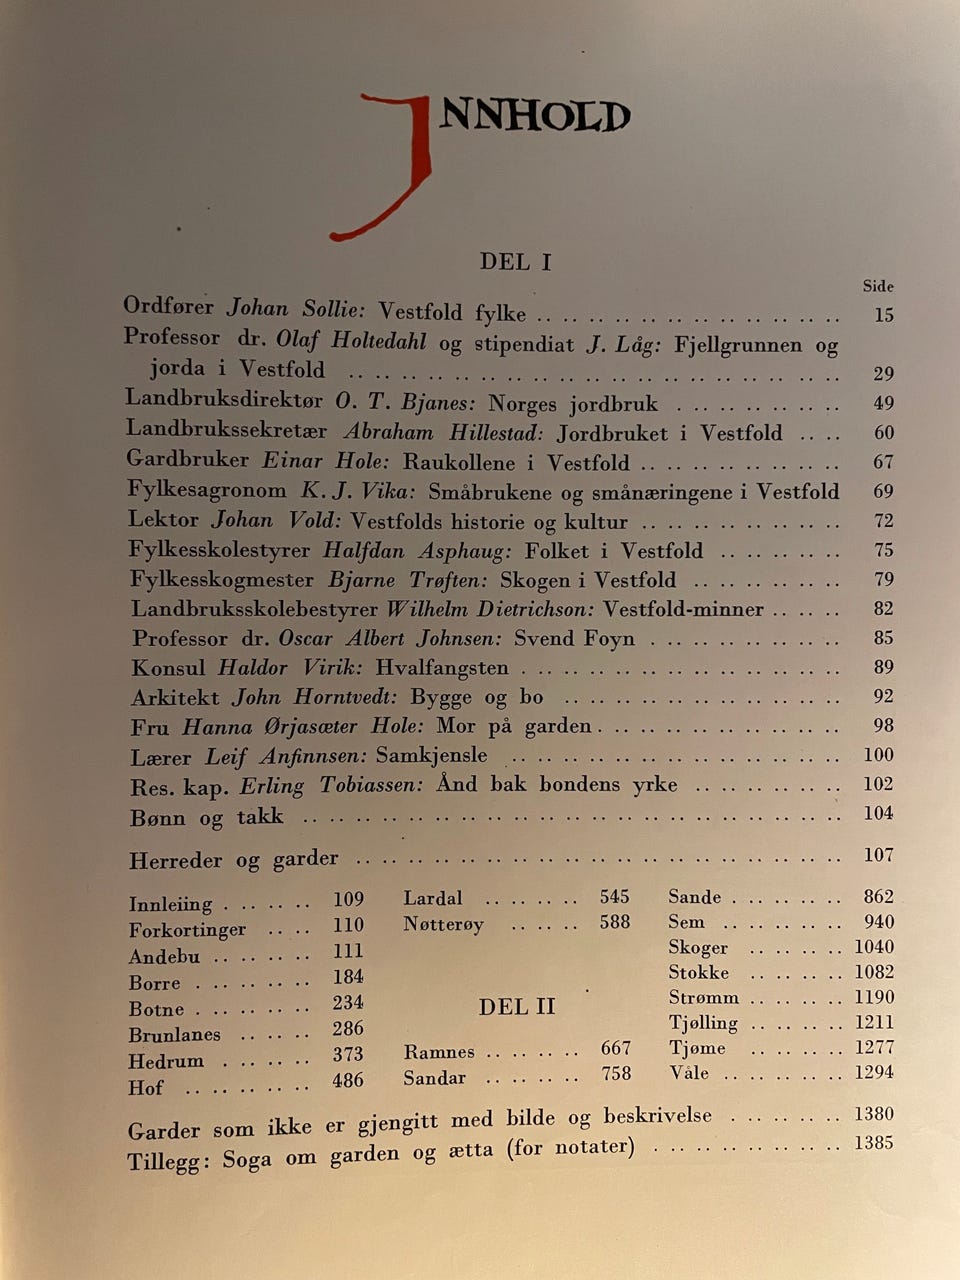 INNHOLD
DEL I
Side
Ordfører Johan Sollie: Vestfold fylke .. .. .. .. .. .. .. .. .. .. .. .. 15
Professor dr. Olaf Holtedahl og stipendiat J. Låg: Fjellgrunnen og
jorda i Vestfold .. .. .. .. .. .. .. .. .. .. .. .. .. .. .. .. .. .. .. 29
Landbruksdirektør O. T. Bjanes: Norges jordbruk . .. .. .. .. .. .. 49
Landbrukssekretær Abraham Hillestad: Jordbruket i Vestfold .. .. 60
Gardbruker Einar Hole: Raukollene i Vestfold .. .. .. .. .. .. .. .. 67
Fylkesagronom K. J. Vika: Småbrukene og smånæringene i Vestfold 69
Lektor Johan Vold: Vestfolds historie og kultur .. .. .. .. .. .. .. .. 72
Fylkesskolestyrer Halfdan Asphaug: Folket i Vestfold .. .. .. .. .. 75
Fylkesskogmester Bjarne Trøften: Skogen i Vestfold .. .. .. .. .. .. 79
Landbruksskolebestyrer Wilhelm Dietrichson: Vestfold-minner .. .. .. 82
Professor dr. Oscar Albert Johnsen: Svend Foyn . .. .. .. .. .. .. .. 85
Konsul Haldor Virik: Hvalfangsten . .. .. .. .. .. .. .. .. .. .. .. .. 89
Arkitekt John Horntvedt: Bygge og bo .. .. .. .. .. .. .. .. .. .. .. 92
Fru Hanna Ørjasæter Hole: Mor på garden . .. .. .. .. .. .. .. .. .. 98
Lærer Leif Anfinnsen: Samkjensle .. .. .. .. .. .. .. .. .. .. .. .. .. 100
Res. kap. Erling Tobiassen: Ånd bak bondens yrke .. .. .. .. .. .. 102
Bønn og takk .. .. .. .. .. .. .. .. .. .. .. .. .. .. .. .. .. .. .. .. .. 104
Herreder og garder .. .. .. .. .. .. .. .. .. .. .. .. .. .. .. .. .. .. .. 107
Innleiing . .. .. .. 109
Forkortinger .. .. 110
Andebu .. .. .. .. 111
Borre . .. .. .. .. 184
Botne . .. .. .. .. 234
Brunlanes .. .. .. 286
Hedrum . .. .. .. 373
Hof .. .. .. .. .. 486
Lardal .. .. .. .. 545
Nøtterøy .. .. .. 588
DEL II
Ramnes .. .. .. .. 667
Sandar .. .. .. .. 758
Sande . .. .. .. .. 862
Sem .. .. .. .. .. 940
Skoger .. .. .. .. 1040
Stokke .. .. .. .. 1082
Strømm .. .. .. .. 1190
Tjølling .. .. .. .. 1211
Tjøme .. .. .. .. 1277
Våle .. .. .. .. .. 1294
Garder som ikke er gjengitt med bilde og beskrivelse . .. .. .. .. 1380
Tillegg: Soga om garden og ætta (for notater) . .. .. .. .. .. .. .. 1385